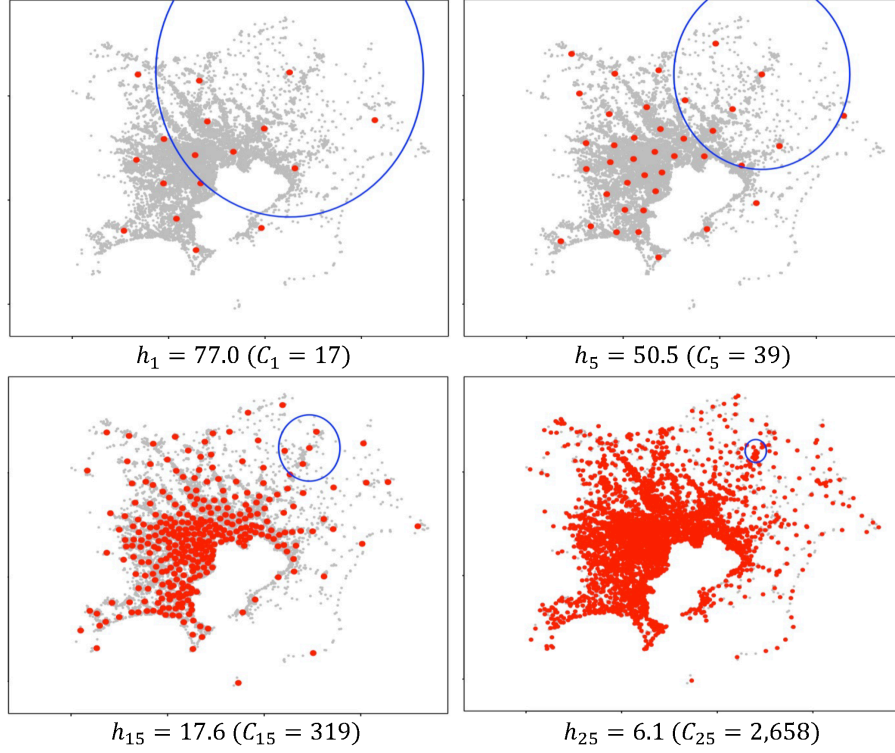 h₁ = 77.0 (C₁ = 17)
h₅ = 50.5 (C₅ = 39)
h₁₅ = 17.6 (C₁₅ = 319)
h₂₅ = 6.1 (C₂₅ = 2,658)